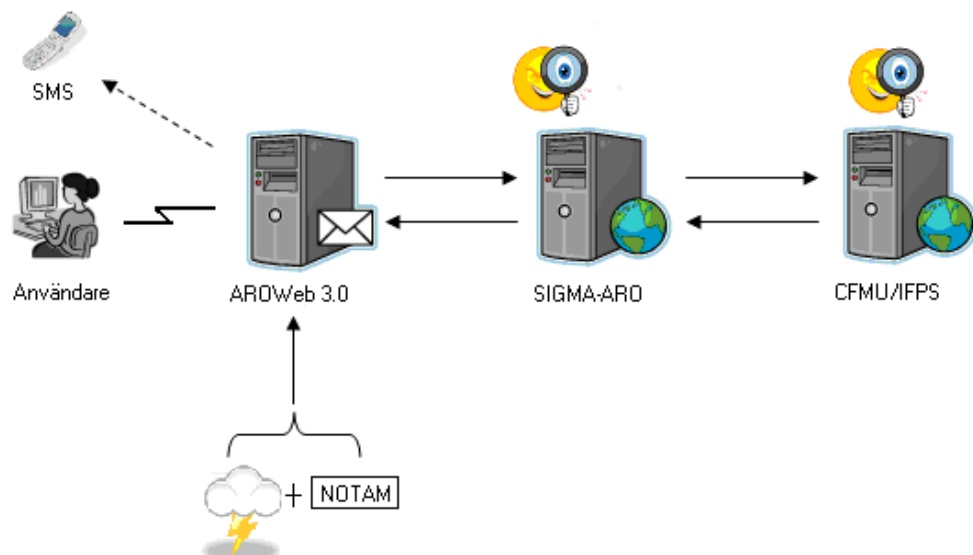 SMS
Användare
AROWeb 3.0
SIGMA-ARO
CFMU/IFPS
+ NOTAM